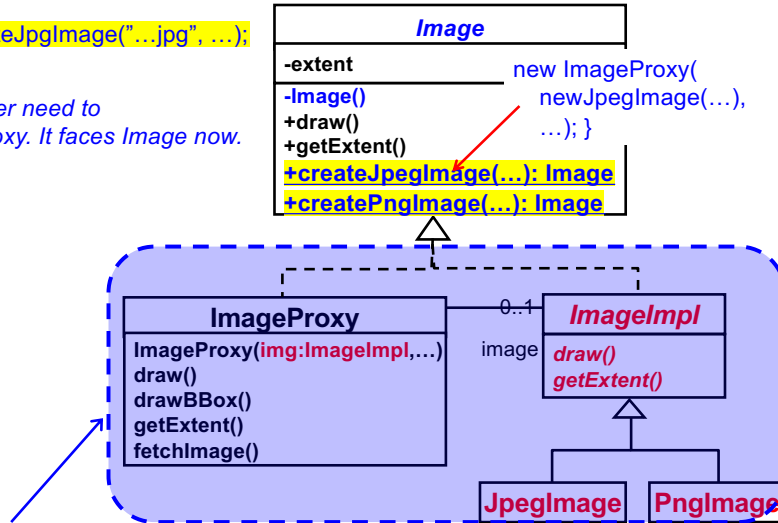 eJpgImage("…jpg", …);
er need to
oxy. It faces Image now.
Image
-extent
-Image()
+draw()
+getExtent()
+createJpegImage(…): Image
+createPngImage(…): Image
new ImageProxy(
newJpegImage(…),
…); }
ImageProxy
ImageProxy(img:ImageImpl,…)
draw()
drawBBox()
getExtent()
fetchImage()
0..1
image
ImageImpl
draw()
getExtent()
JpegImage
PngImage